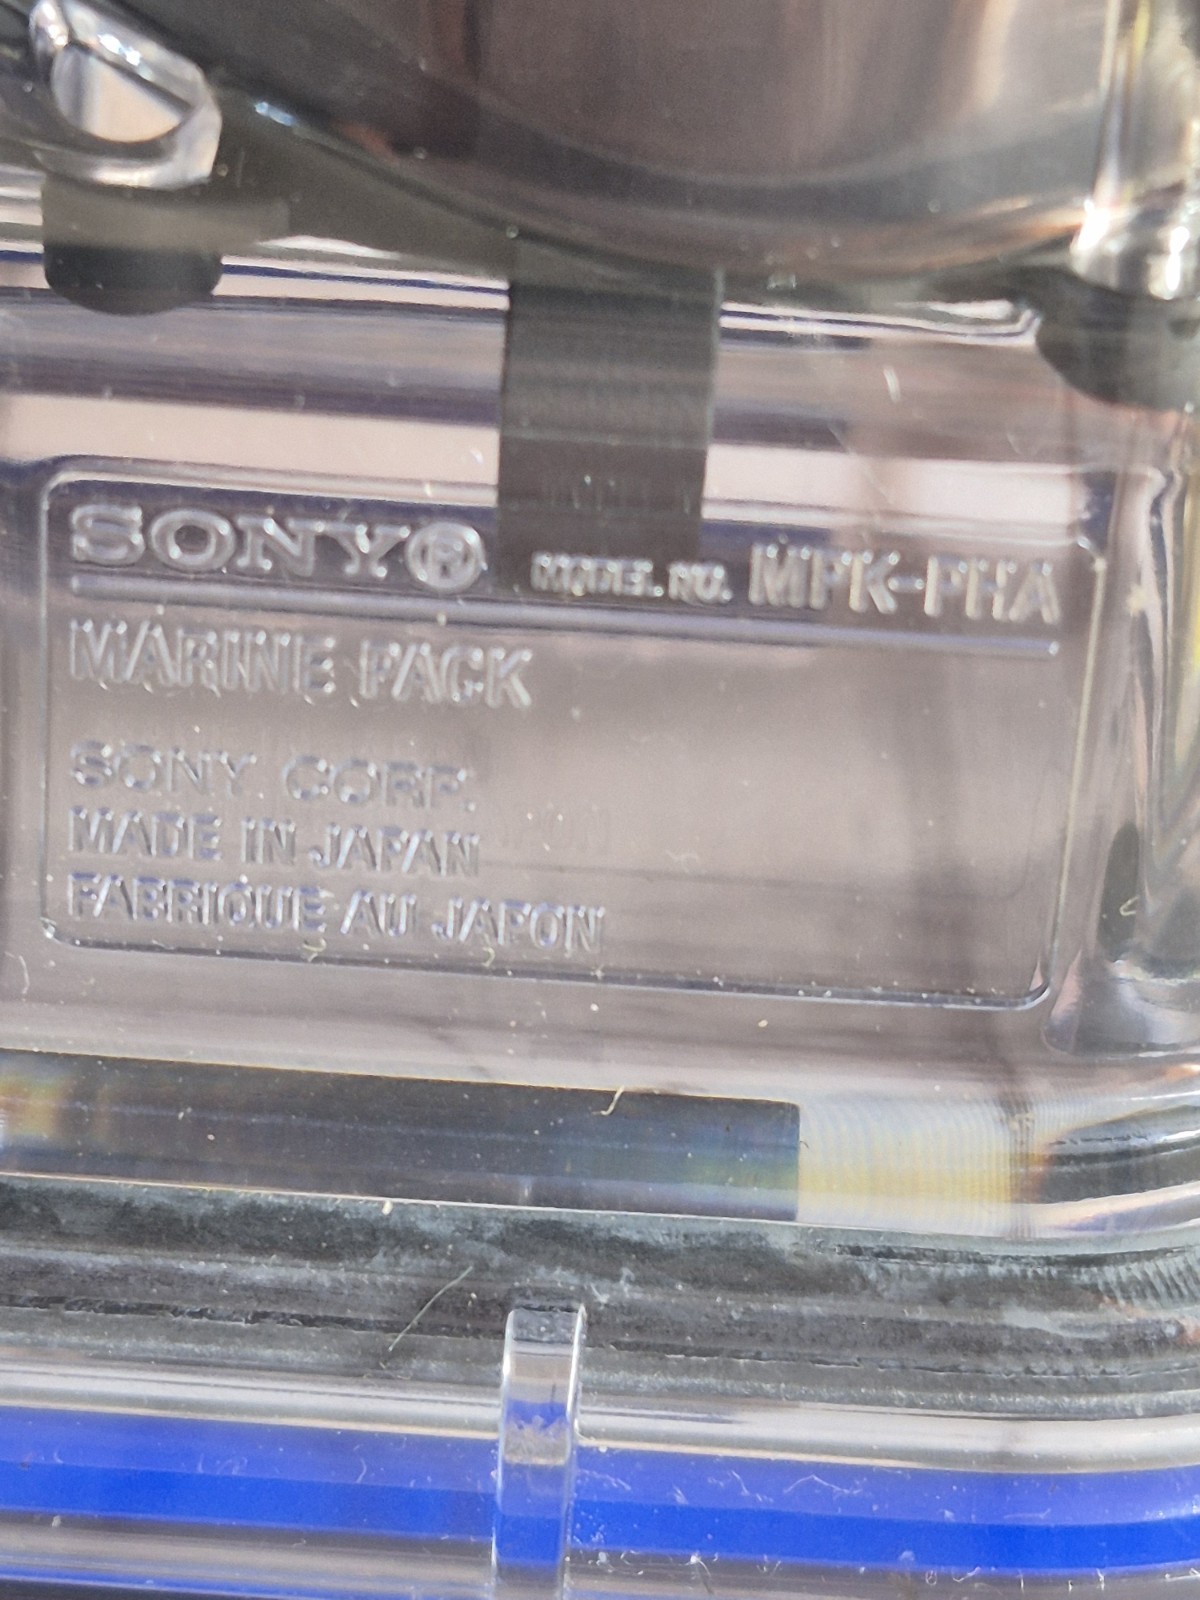 SONY® MODEL NO. MPK-PHA
MARINE PACK
SONY CORP.
MADE IN JAPAN
FABRIQUE AU JAPON